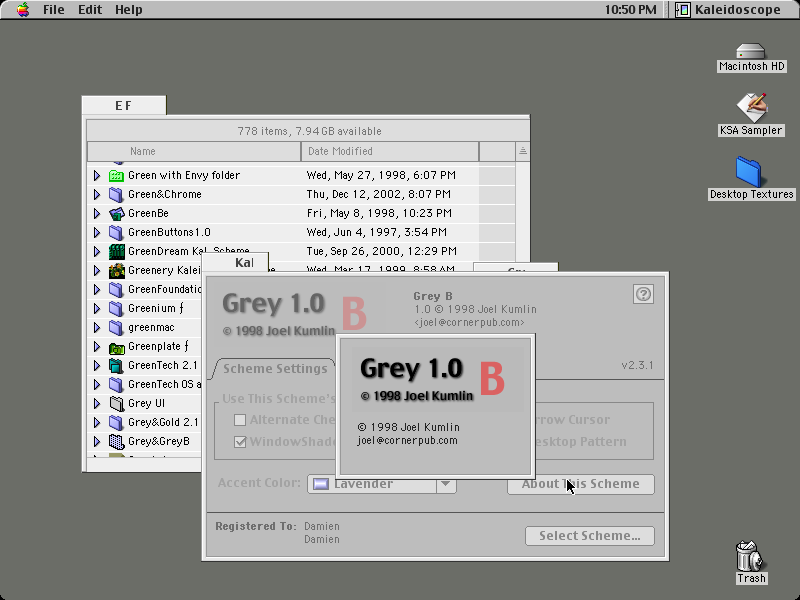 File Edit Help
10:50 PM Kaleidoscope
Macintosh HD
KSA Sampler
Desktop Textures
Trash
E F
778 items, 7.94 GB available
Name Date Modified
Green with Envy folder Wed, May 27, 1998, 6:07 PM
Green&Chrome Thu, Dec 12, 2002, 8:07 PM
GreenBe Fri, May 8, 1998, 10:23 PM
GreenButtons1.0 Wed, Jun 4, 1997, 3:54 PM
GreenDream Kal. Scheme Tue, Sep 26, 2000, 12:29 PM
Greenery Kalei Wed, Mar 17, 1999, 8:58 AM
GreenFoundatio
Greenium ƒ
greenmac
Greenplate ƒ
GreenTech 2.1
GreenTech OS a
Grey UI
Grey&Gold 2.1
Grey&GreyB
Kal
Grey 1.0 B
© 1998 Joel Kumlin
Grey B
1.0 © 1998 Joel Kumlin
<joel@cornerpub.com>
Scheme Settings
v2.3.1
Use This Scheme's
Alternate Che
rrow Cursor
WindowShad
esktop Pattern
Accent Color: Lavender
About This Scheme
Registered To: Damien
Damien
Select Scheme...
Grey 1.0 B
© 1998 Joel Kumlin
© 1998 Joel Kumlin
joel@cornerpub.com